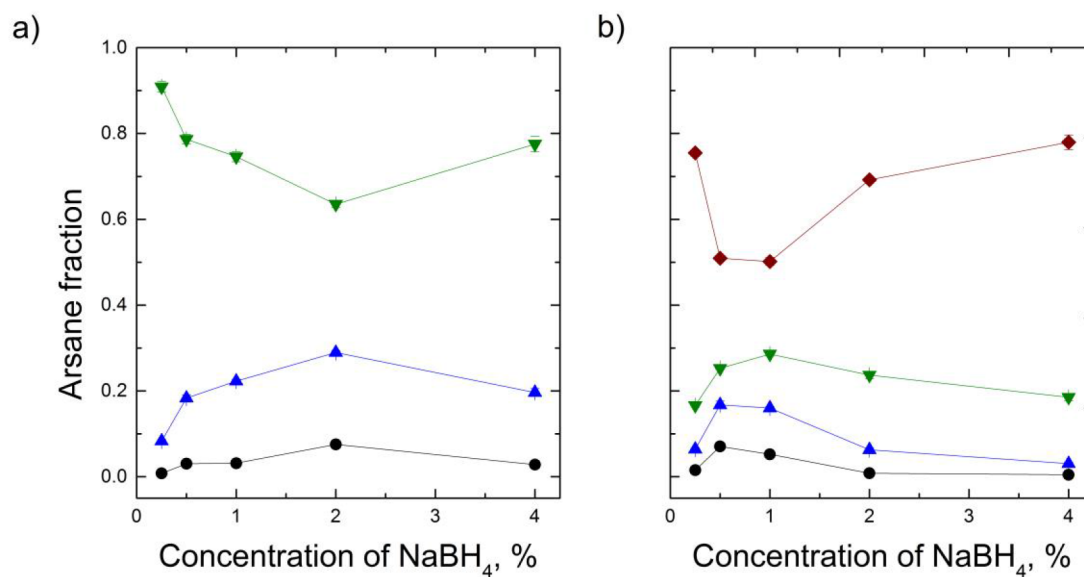 a)
b)
1.0
0.8
0.6
0.4
0.2
0.0
Arsane fraction
0 1 2 3 4
0 1 2 3 4
Concentration of NaBH₄, %
Concentration of NaBH₄, %